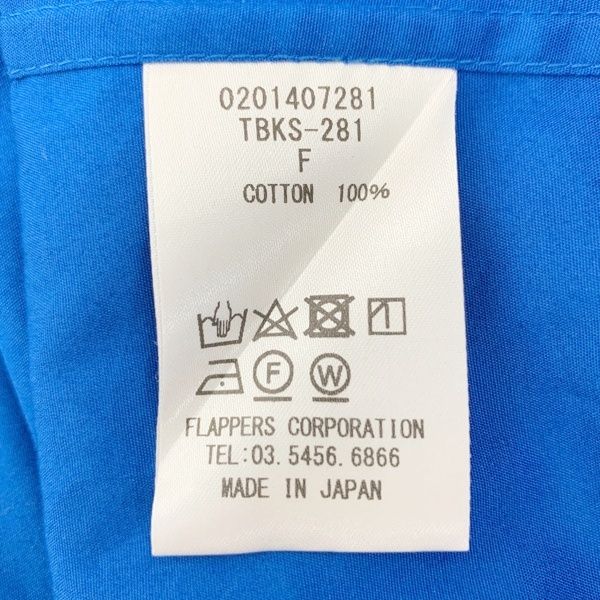 0201407281
TBKS-281
F
COTTON 100%
F W
FLAPPERS CORPORATION
TEL:03.5456.6866
MADE IN JAPAN